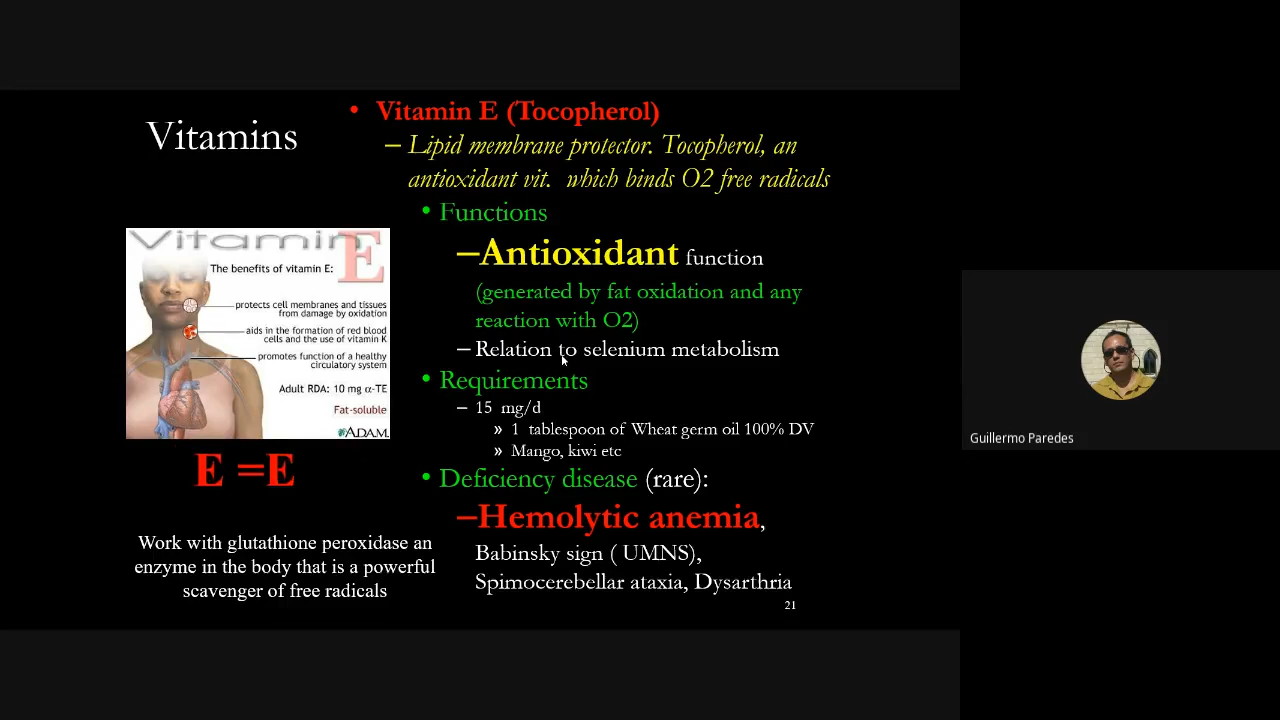 Vitamins
• Vitamin E (Tocopherol)
– Lipid membrane protector. Tocopherol, an
antioxidant vit. which binds O2 free radicals
• Functions
–Antioxidant function
(generated by fat oxidation and any
reaction with O2)
– Relation to selenium metabolism
• Requirements
– 15 mg/d
» 1 tablespoon of Wheat germ oil 100% DV
» Mango, kiwi etc
• Deficiency disease (rare):
–Hemolytic anemia,
Babinsky sign ( UMNS),
Spimocerebellar ataxia, Dysarthria
21
Vitamin E
The benefits of vitamin E:
protects cell membranes and tissues
from damage by oxidation
aids in the formation of red blood
cells and the use of vitamin K
promotes function of a healthy
circulatory system
Adult RDA: 10 mg α-TE
Fat-soluble
ADAM.
E =E
Work with glutathione peroxidase an
enzyme in the body that is a powerful
scavenger of free radicals
Guillermo Paredes